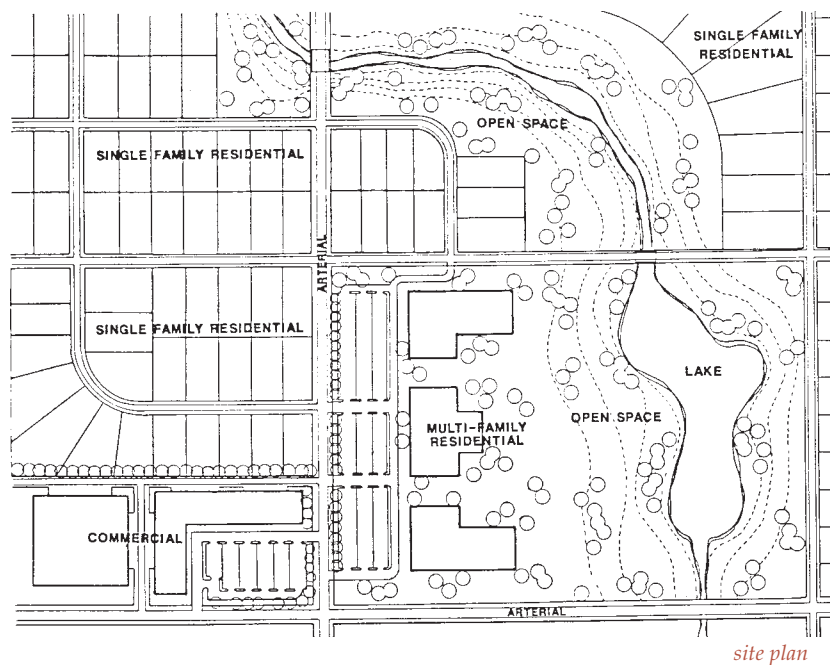 SINGLE FAMILY
RESIDENTIAL
OPEN SPACE
SINGLE FAMILY RESIDENTIAL
ARTERIAL
SINGLE FAMILY RESIDENTIAL
LAKE
OPEN SPACE
MULTI-FAMILY
RESIDENTIAL
COMMERCIAL
ARTERIAL
site plan